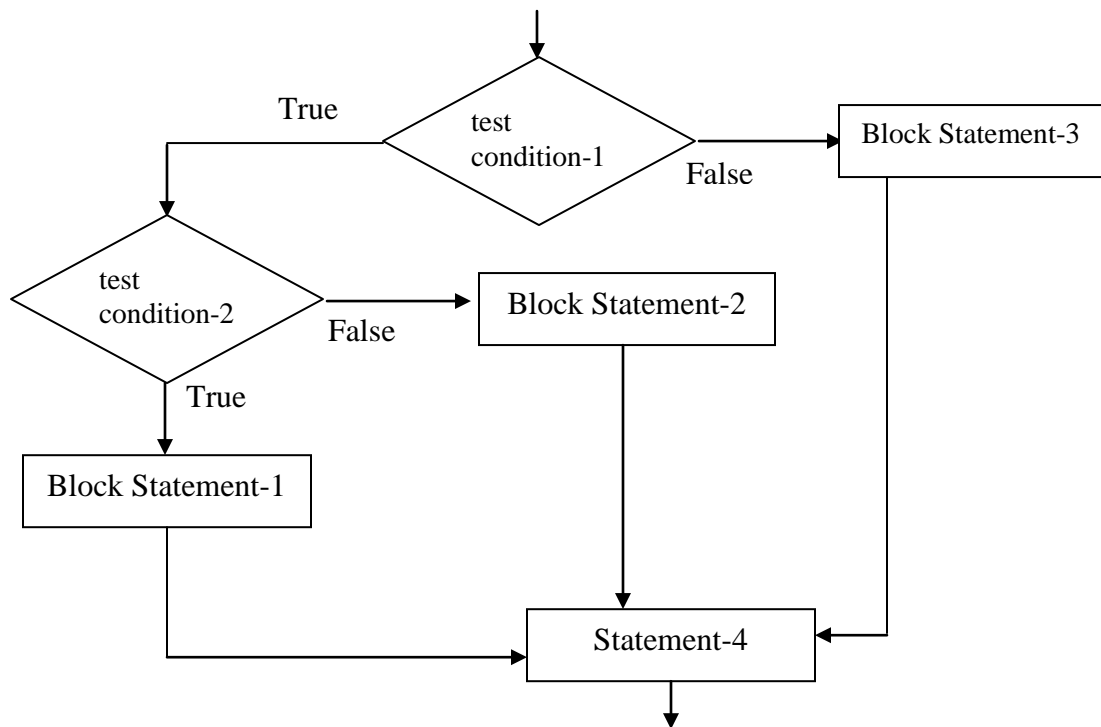 True
test
condition-1
Block Statement-3
False
test
condition-2
Block Statement-2
False
True
Block Statement-1
Statement-4